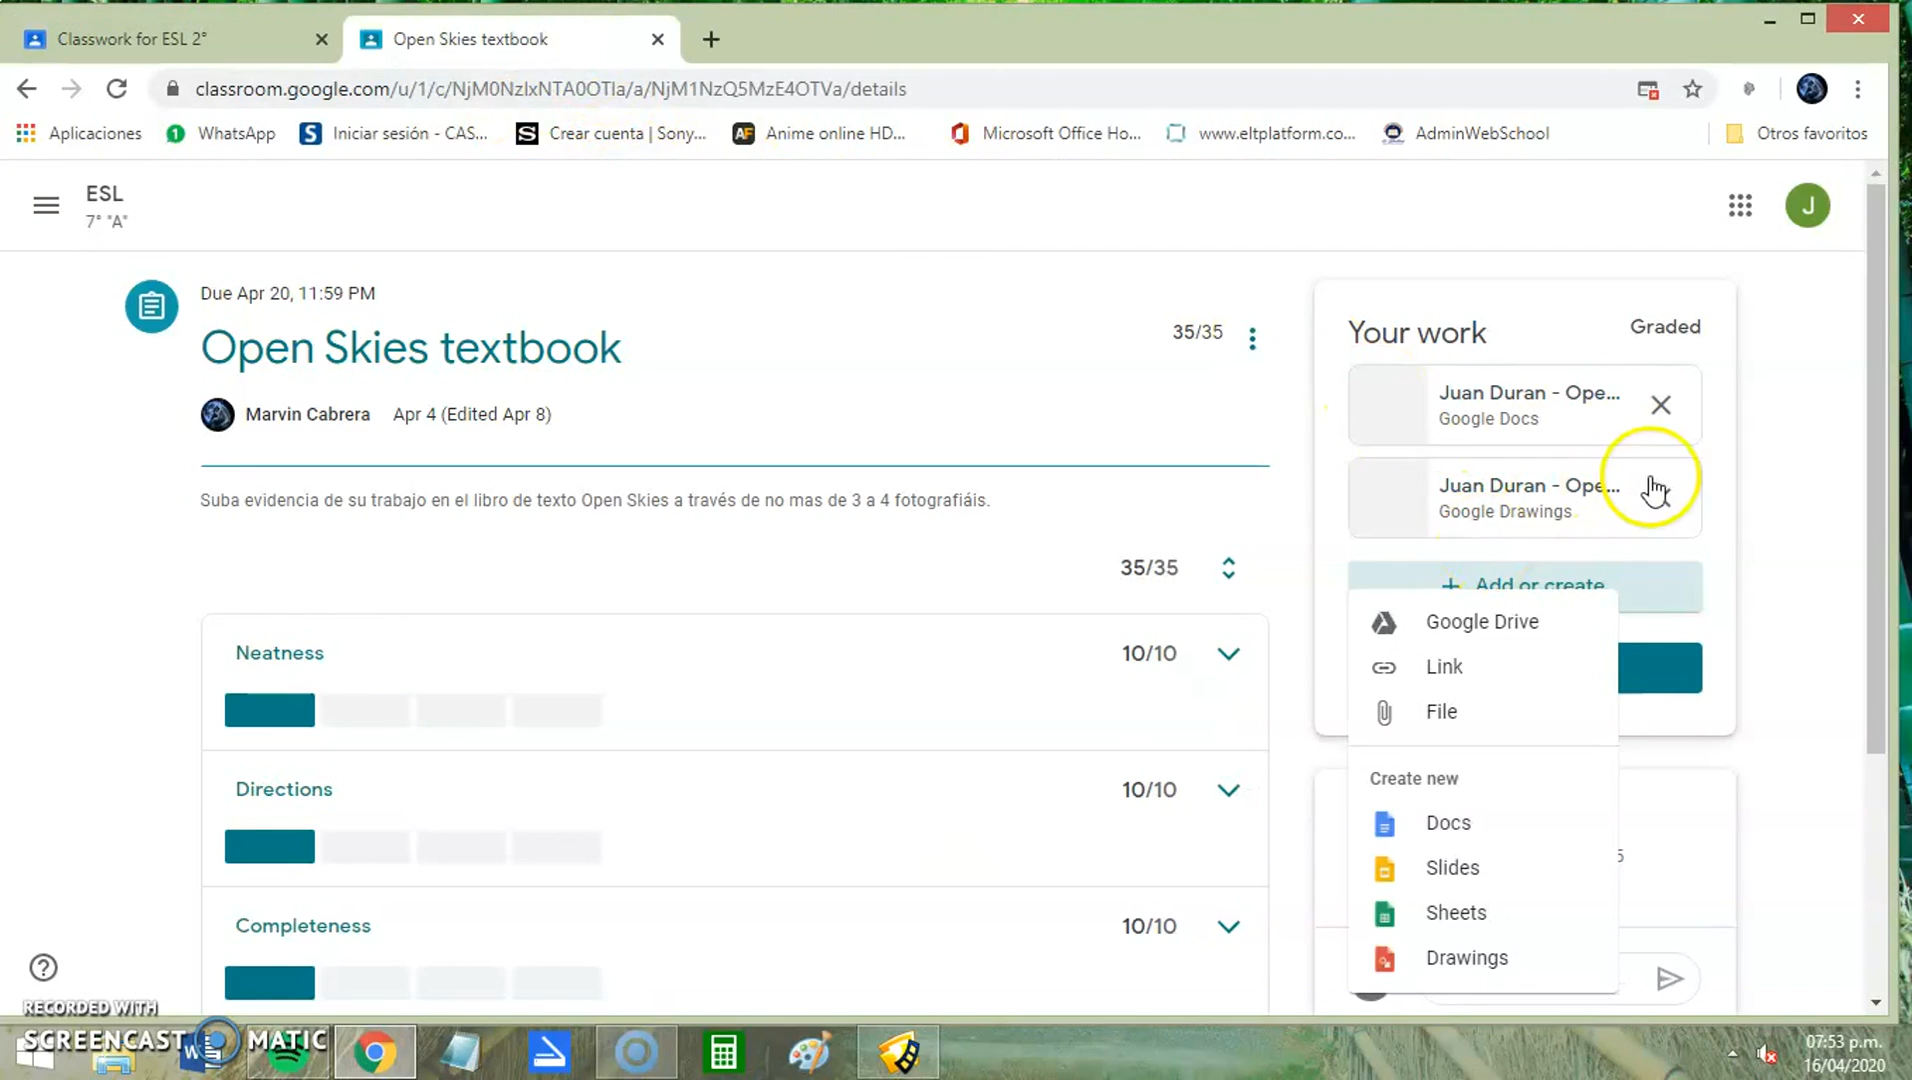 Classwork for ESL 2°
Open Skies textbook
classroom.google.com/u/1/c/NjM0NzIxNTA0OTIa/a/NjM1NzQ5MzE4OTVa/details
Aplicaciones
WhatsApp
Iniciar sesión - CAS...
Crear cuenta | Sony...
Anime online HD...
Microsoft Office Ho...
www.eltplatform.co...
AdminWebSchool
Otros favoritos
ESL
7° "A"
J
Due Apr 20, 11:59 PM
Open Skies textbook
35/35
Marvin Cabrera Apr 4 (Edited Apr 8)
Suba evidencia de su trabajo en el libro de texto Open Skies a través de no mas de 3 a 4 fotografiáis.
35/35
Neatness 10/10
Directions 10/10
Completeness 10/10
Your work
Graded
Juan Duran - Ope...
Google Docs
Juan Duran - Ope...
Google Drawings
+ Add or create
Google Drive
Link
File
Create new
Docs
Slides
Sheets
Drawings
RECORDED WITH
SCREENCAST MATIC
07:53 p.m.
16/04/2020